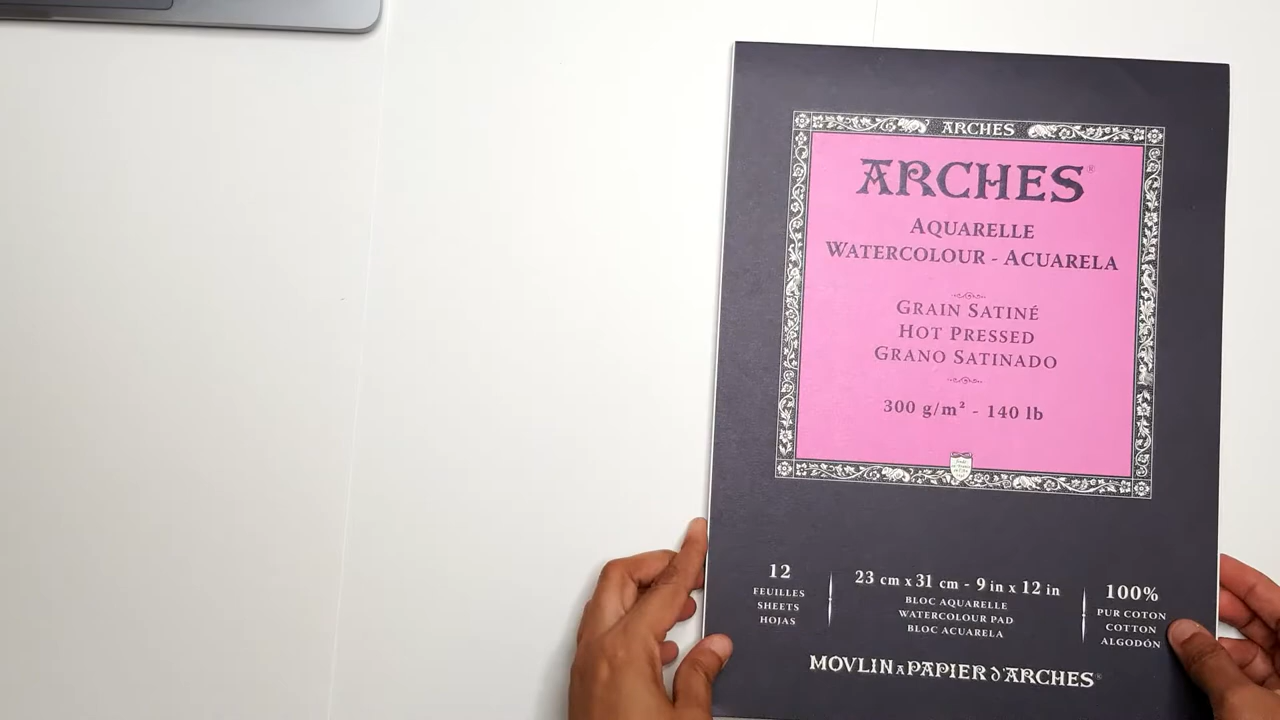 ARCHES
ARCHES®
AQUARELLE
WATERCOLOUR - ACUARELA
GRAIN SATINÉ
HOT PRESSED
GRANO SATINADO
300 g/m² - 140 lb
12
FEUILLES
SHEETS
HOJAS
23 cm x 31 cm - 9 in x 12 in
BLOC AQUARELLE
WATERCOLOUR PAD
BLOC ACUARELA
100%
PUR COTON
COTTON
ALGODÓN
MOVLIN A PAPIER D'ARCHES®